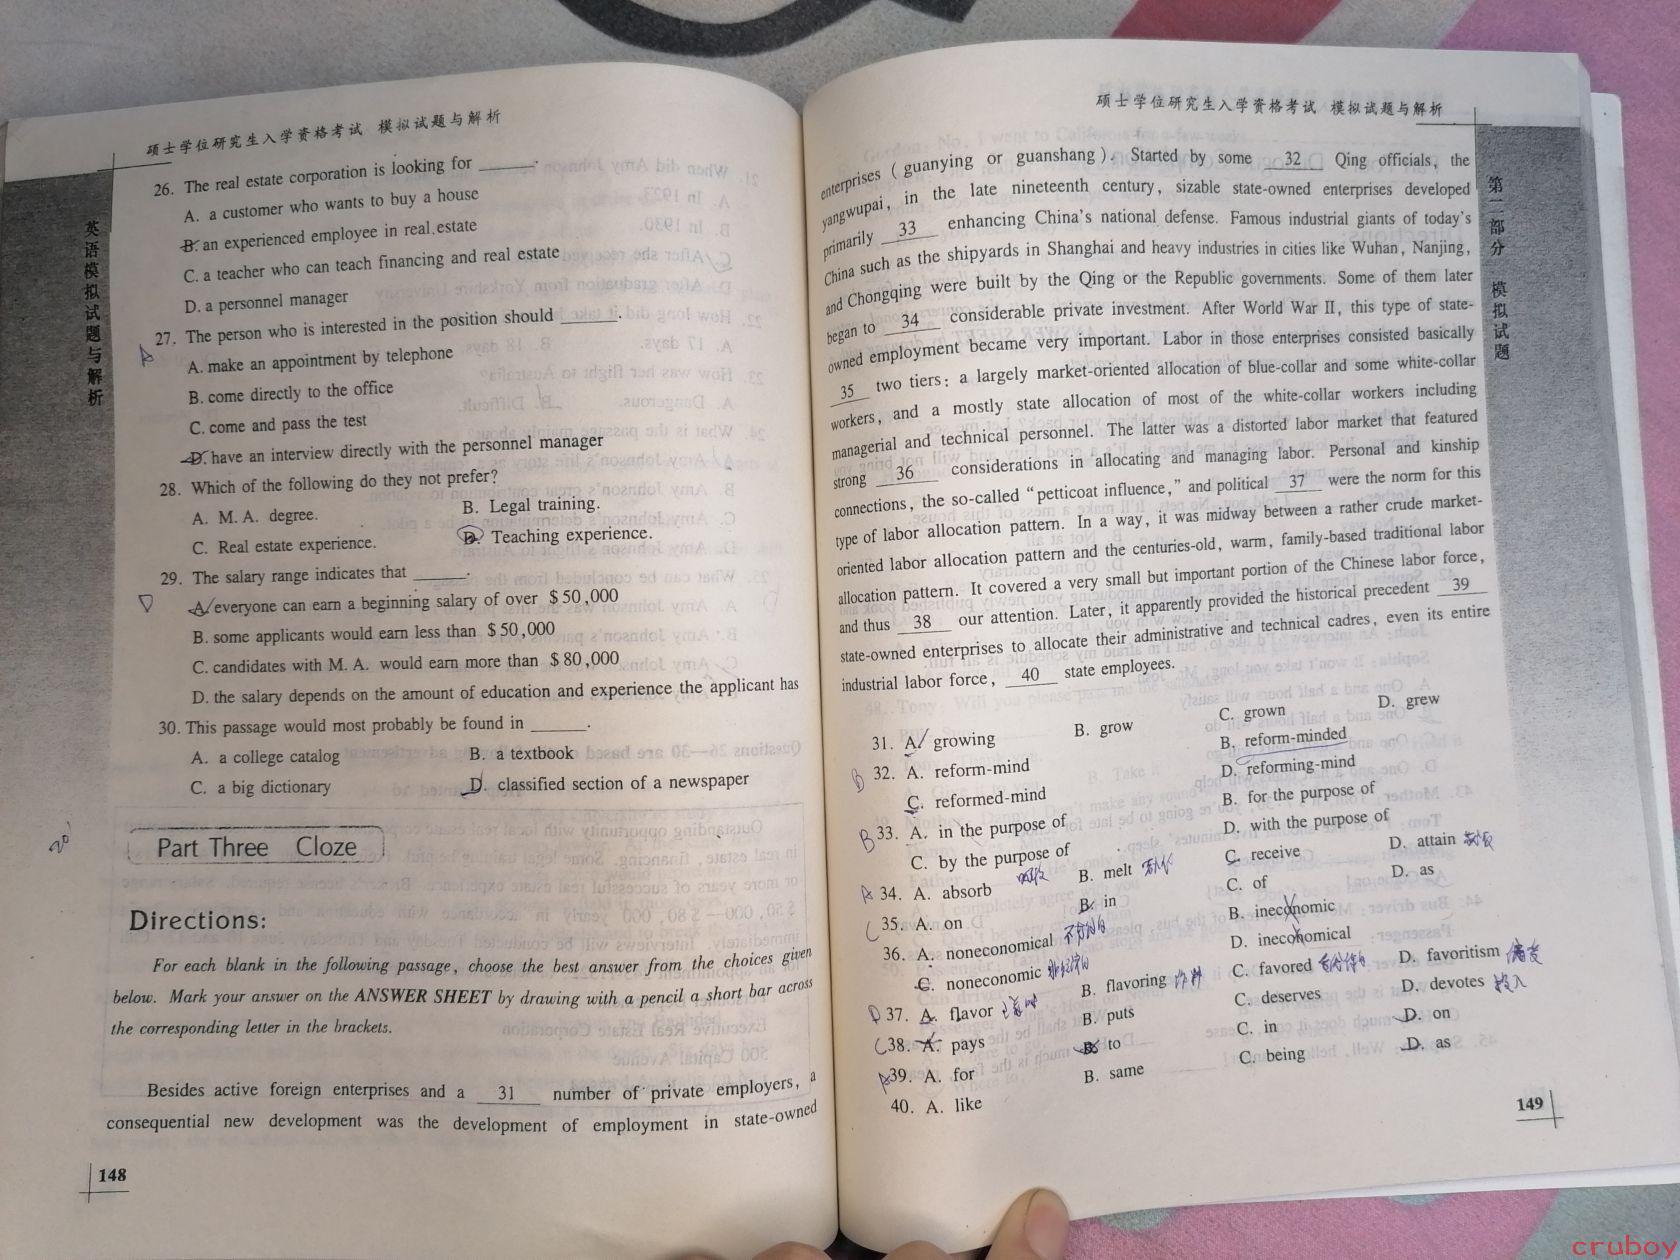 硕士学位研究生入学资格考试 模拟试题与解析
英语模拟试题与解析
26. The real estate corporation is looking for ______.
A. a customer who wants to buy a house
B. an experienced employee in real estate
C. a teacher who can teach financing and real estate
D. a personnel manager
27. The person who is interested in the position should ______.
A
A. make an appointment by telephone
B. come directly to the office
C. come and pass the test
D. have an interview directly with the personnel manager
28. Which of the following do they not prefer?
A. M. A. degree. B. Legal training.
C. Real estate experience. D. Teaching experience.
29. The salary range indicates that ______.
D
A. everyone can earn a beginning salary of over $50,000
B. some applicants would earn less than $50,000
C. candidates with M. A. would earn more than $80,000
D. the salary depends on the amount of education and experience the applicant has
30. This passage would most probably be found in ______.
A. a college catalog B. a textbook
C. a big dictionary D. classified section of a newspaper
20'
Part Three Cloze
Directions:
For each blank in the following passage, choose the best answer from the choices given
below. Mark your answer on the ANSWER SHEET by drawing with a pencil a short bar across
the corresponding letter in the brackets.
Besides active foreign enterprises and a 31 number of private employers, a
consequential new development was the development of employment in state-owned
148
硕士学位研究生入学资格考试 模拟试题与解析
第二部分 模拟试题
enterprises (guanying or guanshang). Started by some 32 Qing officials, the
yangwupai, in the late nineteenth century, sizable state-owned enterprises developed
primarily 33 enhancing China's national defense. Famous industrial giants of today's
China such as the shipyards in Shanghai and heavy industries in cities like Wuhan, Nanjing,
and Chongqing were built by the Qing or the Republic governments. Some of them later
began to 34 considerable private investment. After World War II, this type of state-
owned employment became very important. Labor in those enterprises consisted basically
35 two tiers: a largely market-oriented allocation of blue-collar and some white-collar
workers, and a mostly state allocation of most of the white-collar workers including
managerial and technical personnel. The latter was a distorted labor market that featured
strong 36 considerations in allocating and managing labor. Personal and kinship
connections, the so-called "petticoat influence," and political 37 were the norm for this
type of labor allocation pattern. In a way, it was midway between a rather crude market-
oriented labor allocation pattern and the centuries-old, warm, family-based traditional labor
allocation pattern. It covered a very small but important portion of the Chinese labor force,
and thus 38 our attention. Later, it apparently provided the historical precedent 39
state-owned enterprises to allocate their administrative and technical cadres, even its entire
industrial labor force, 40 state employees.
31. A. growing B. grow C. grown D. grew
B 32. A. reform-mind B. reform-minded
C. reformed-mind D. reforming-mind
B 33. A. in the purpose of B. for the purpose of
C. by the purpose of D. with the purpose of
A 34. A. absorb 吸收 B. melt C. receive D. attain
C 35. A. on B. in C. of D. as
36. A. noneconomical B. ineconomic
C. noneconomic D. ineconomical
D 37. A. flavor B. flavoring C. favored D. favoritism
C 38. A. pays B. puts C. deserves D. devotes 投入
A 39. A. for B. to C. in D. on
40. A. like B. same C. being D. as
149
cruboy